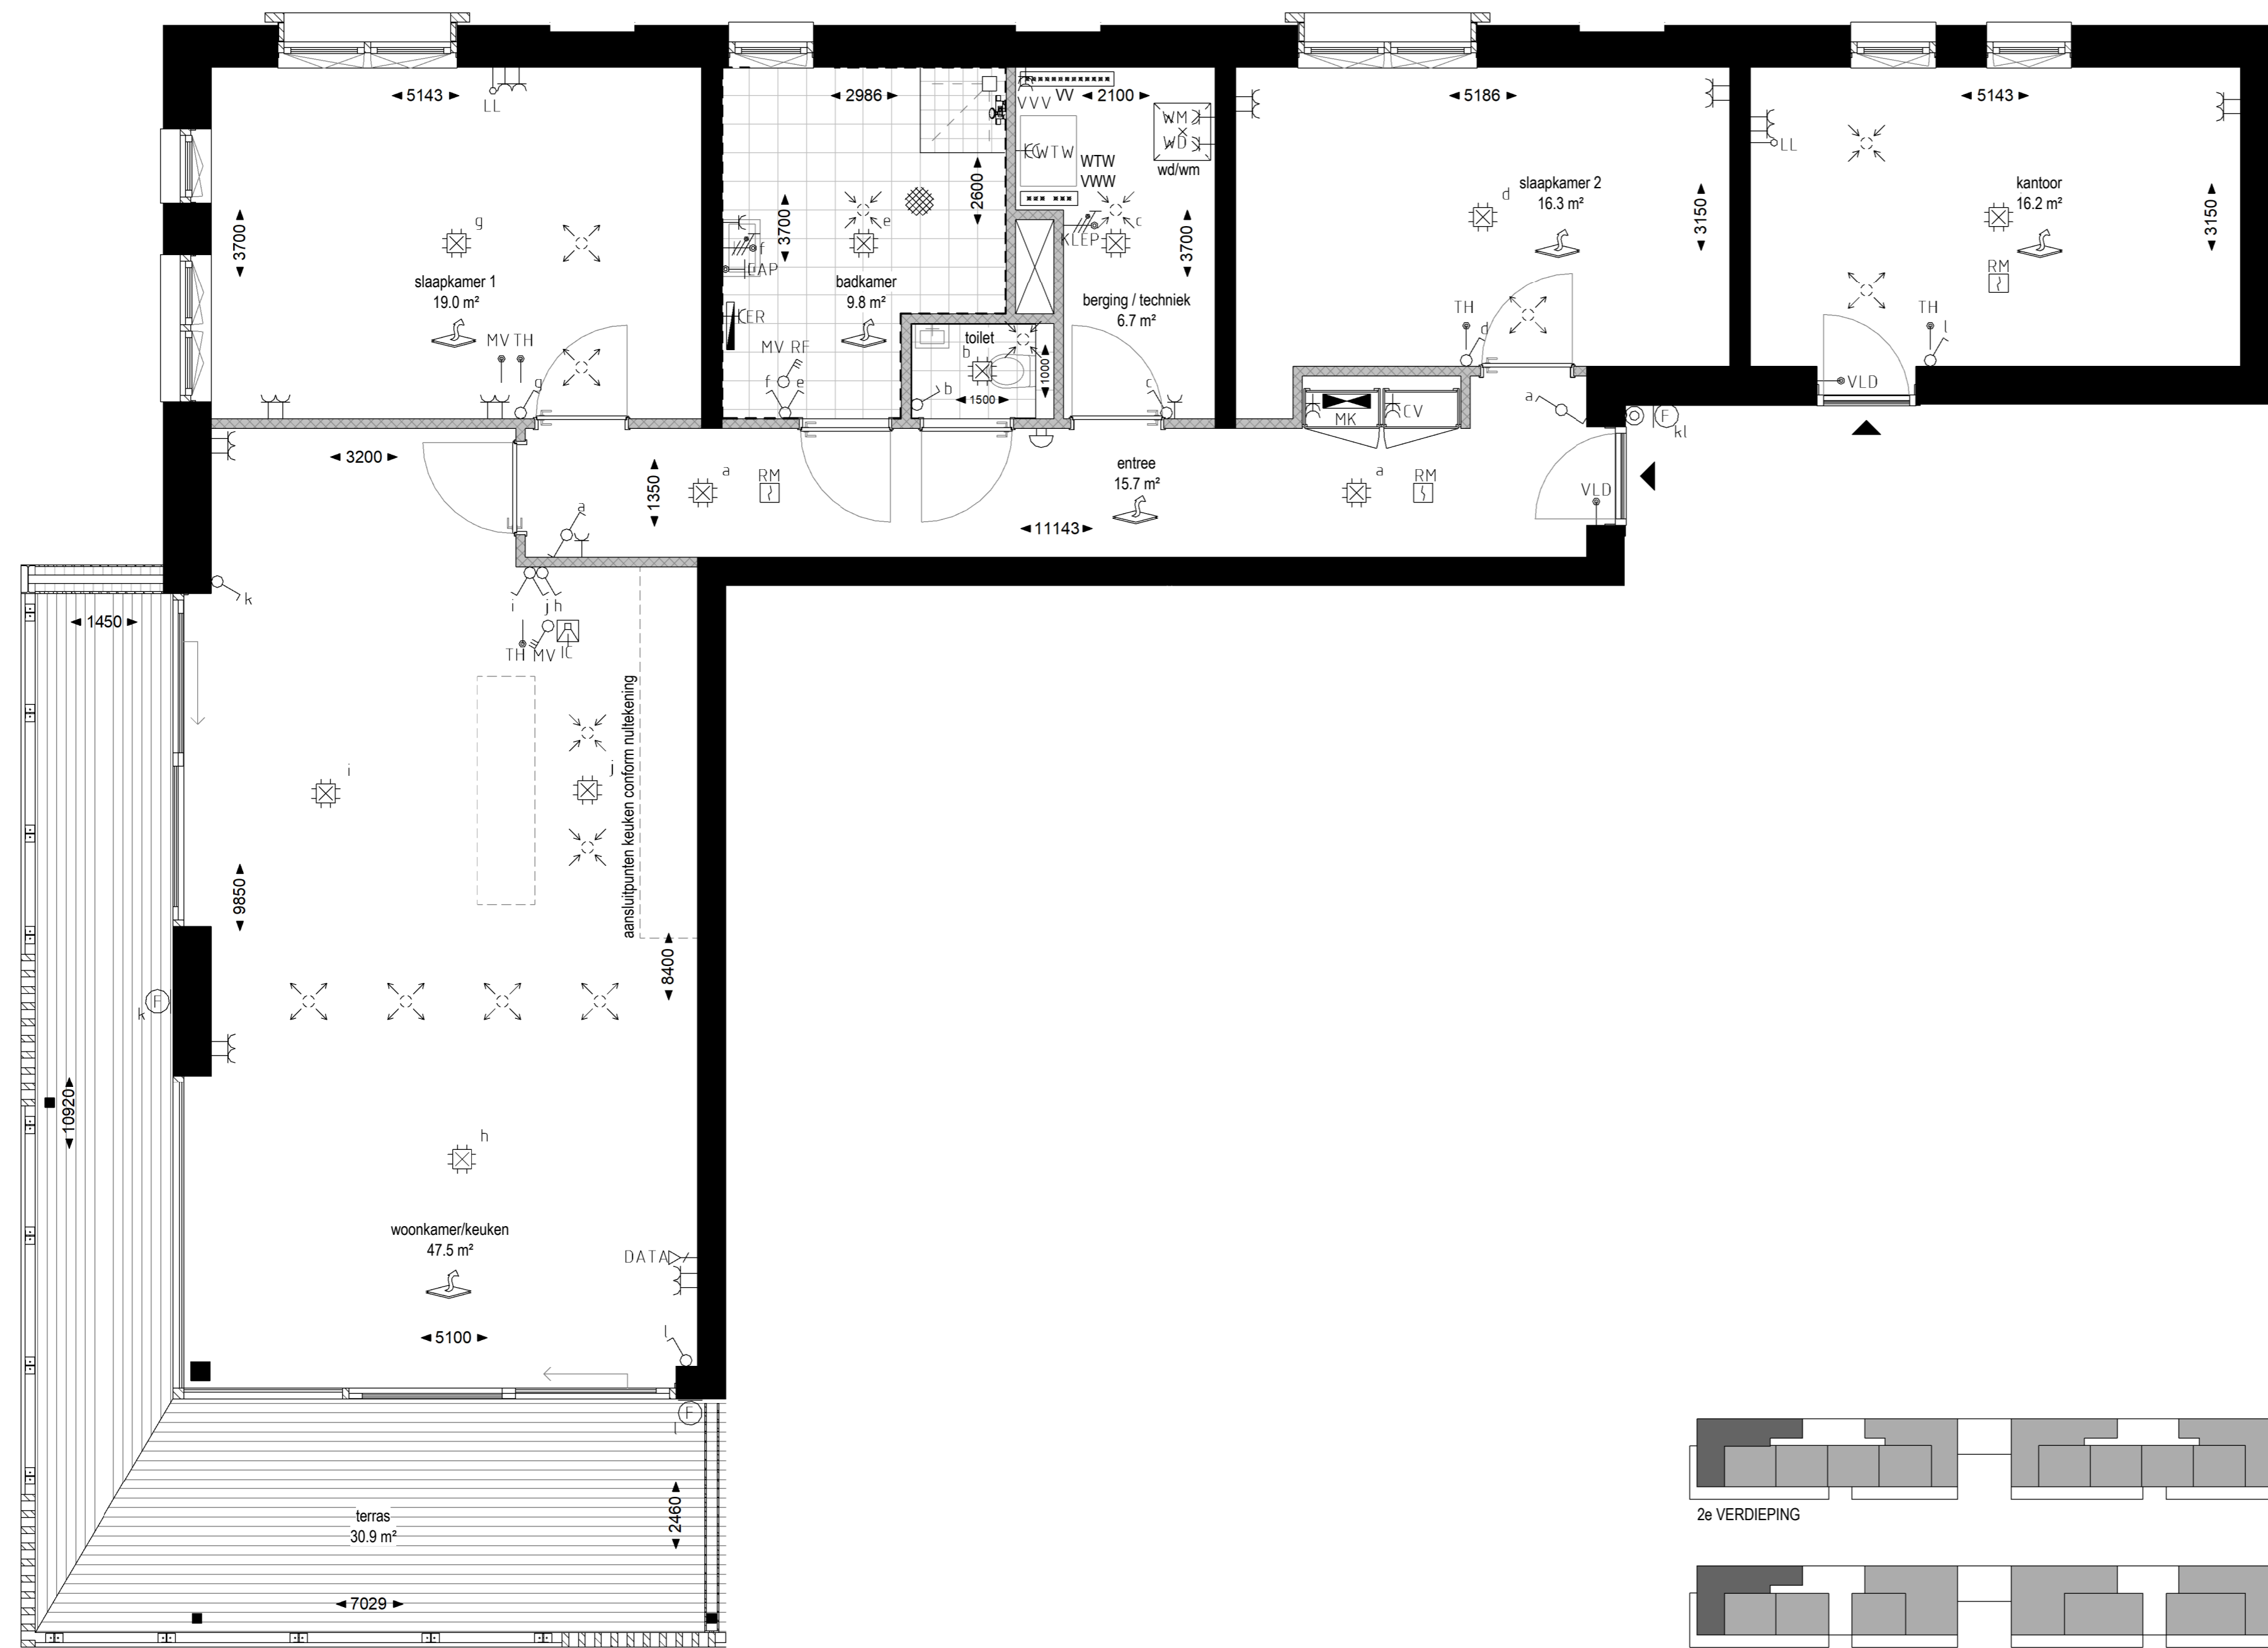 5143
LL
2986
VVV
VV
2100
WM
WD
wd/wm
WTW
WTW
VWW
5186
5143
LL
3700
g
slaapkamer 1
19.0 m²
MV TH
g
3700
2600
e
f
badkamer
9.8 m²
MV RF
f e
toilet
b
b
1000
1500
KLEP
c
3700
berging / techniek
6.7 m²
c
d
slaapkamer 2
16.3 m²
3150
TH
d
kantoor
16.2 m²
3150
RM
TH
l
VLD
MK
CV
a
F
kl
3200
1350
a
RM
a
entree
15.7 m²
11143
a
RM
VLD
k
i
j h
TH MV IC
1450
aansluitpunten keuken conform nultekening
i
j
9850
8400
F
k
10920
h
woonkamer/keuken
47.5 m²
DATA
5100
l
F
l
terras
30.9 m²
2460
7029
2e VERDIEPING